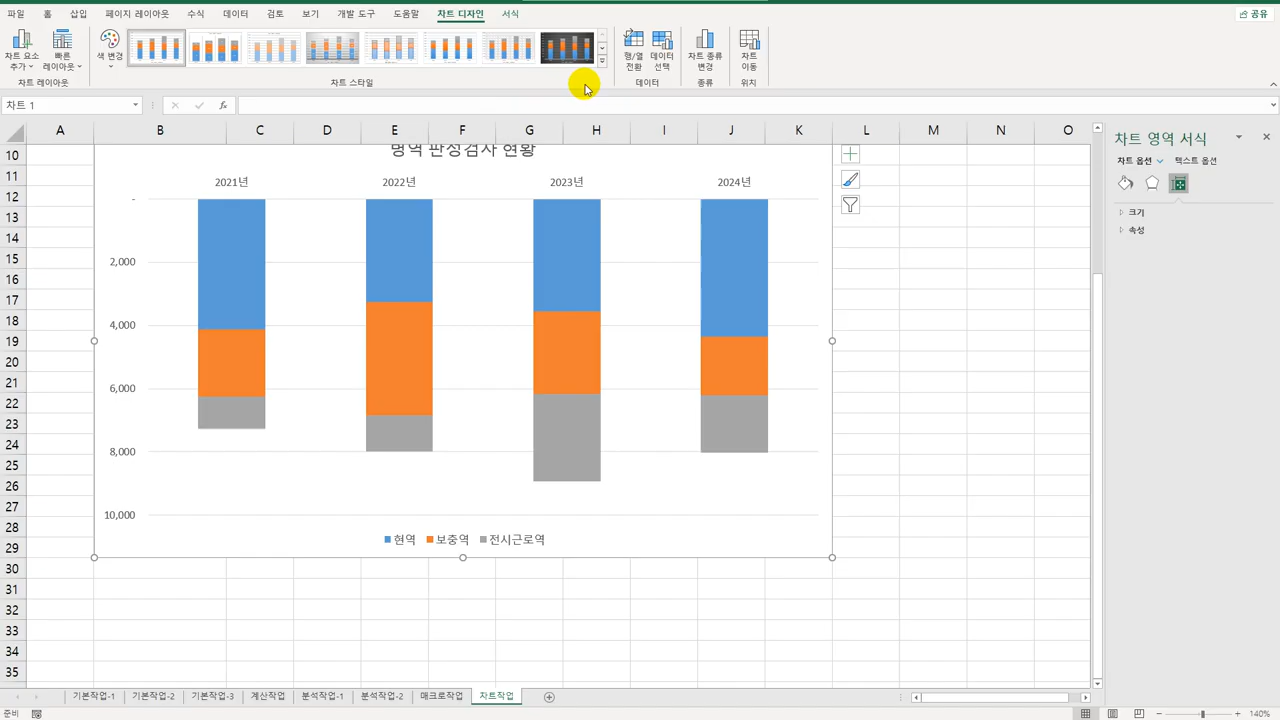 파일 홈 삽입 페이지 레이아웃 수식 데이터 검토 보기 개발 도구 도움말 차트 디자인 서식 공유
차트 요소 추가 빠른 레이아웃 색 변경 행/열 전환 데이터 선택 차트 종류 변경 차트 이동
차트 레이아웃 차트 스타일 데이터 종류 위치
차트 1 fx
A B C D E F G H I J K L M N O
차트 영역 서식
차트 옵션 텍스트 옵션
크기
속성
병역 판정검사 현황
2021년 2022년 2023년 2024년
-
2,000
4,000
6,000
8,000
10,000
현역 보충역 전시근로역
10
11
12
13
14
15
16
17
18
19
20
21
22
23
24
25
26
27
28
29
30
31
32
33
34
35
기본작업-1 기본작업-2 기본작업-3 계산작업 분석작업-1 분석작업-2 매크로작업 차트작업
준비 140%